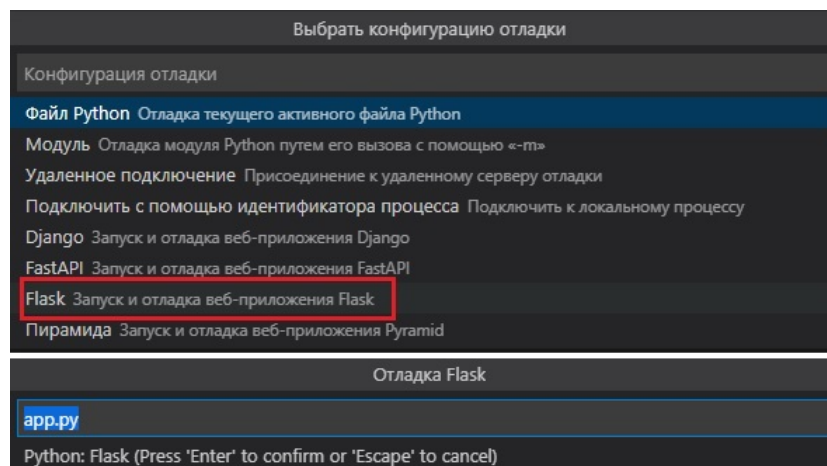 Выбрать конфигурацию отладки
Конфигурация отладки
Файл Python Отладка текущего активного файла Python
Модуль Отладка модуля Python путем его вызова с помощью «-m»
Удаленное подключение Присоединение к удаленному серверу отладки
Подключить с помощью идентификатора процесса Подключить к локальному процессу
Django Запуск и отладка веб-приложения Django
FastAPI Запуск и отладка веб-приложения FastAPI
Flask Запуск и отладка веб-приложения Flask
Пирамида Запуск и отладка веб-приложения Pyramid
Отладка Flask
app.py
Python: Flask (Press 'Enter' to confirm or 'Escape' to cancel)